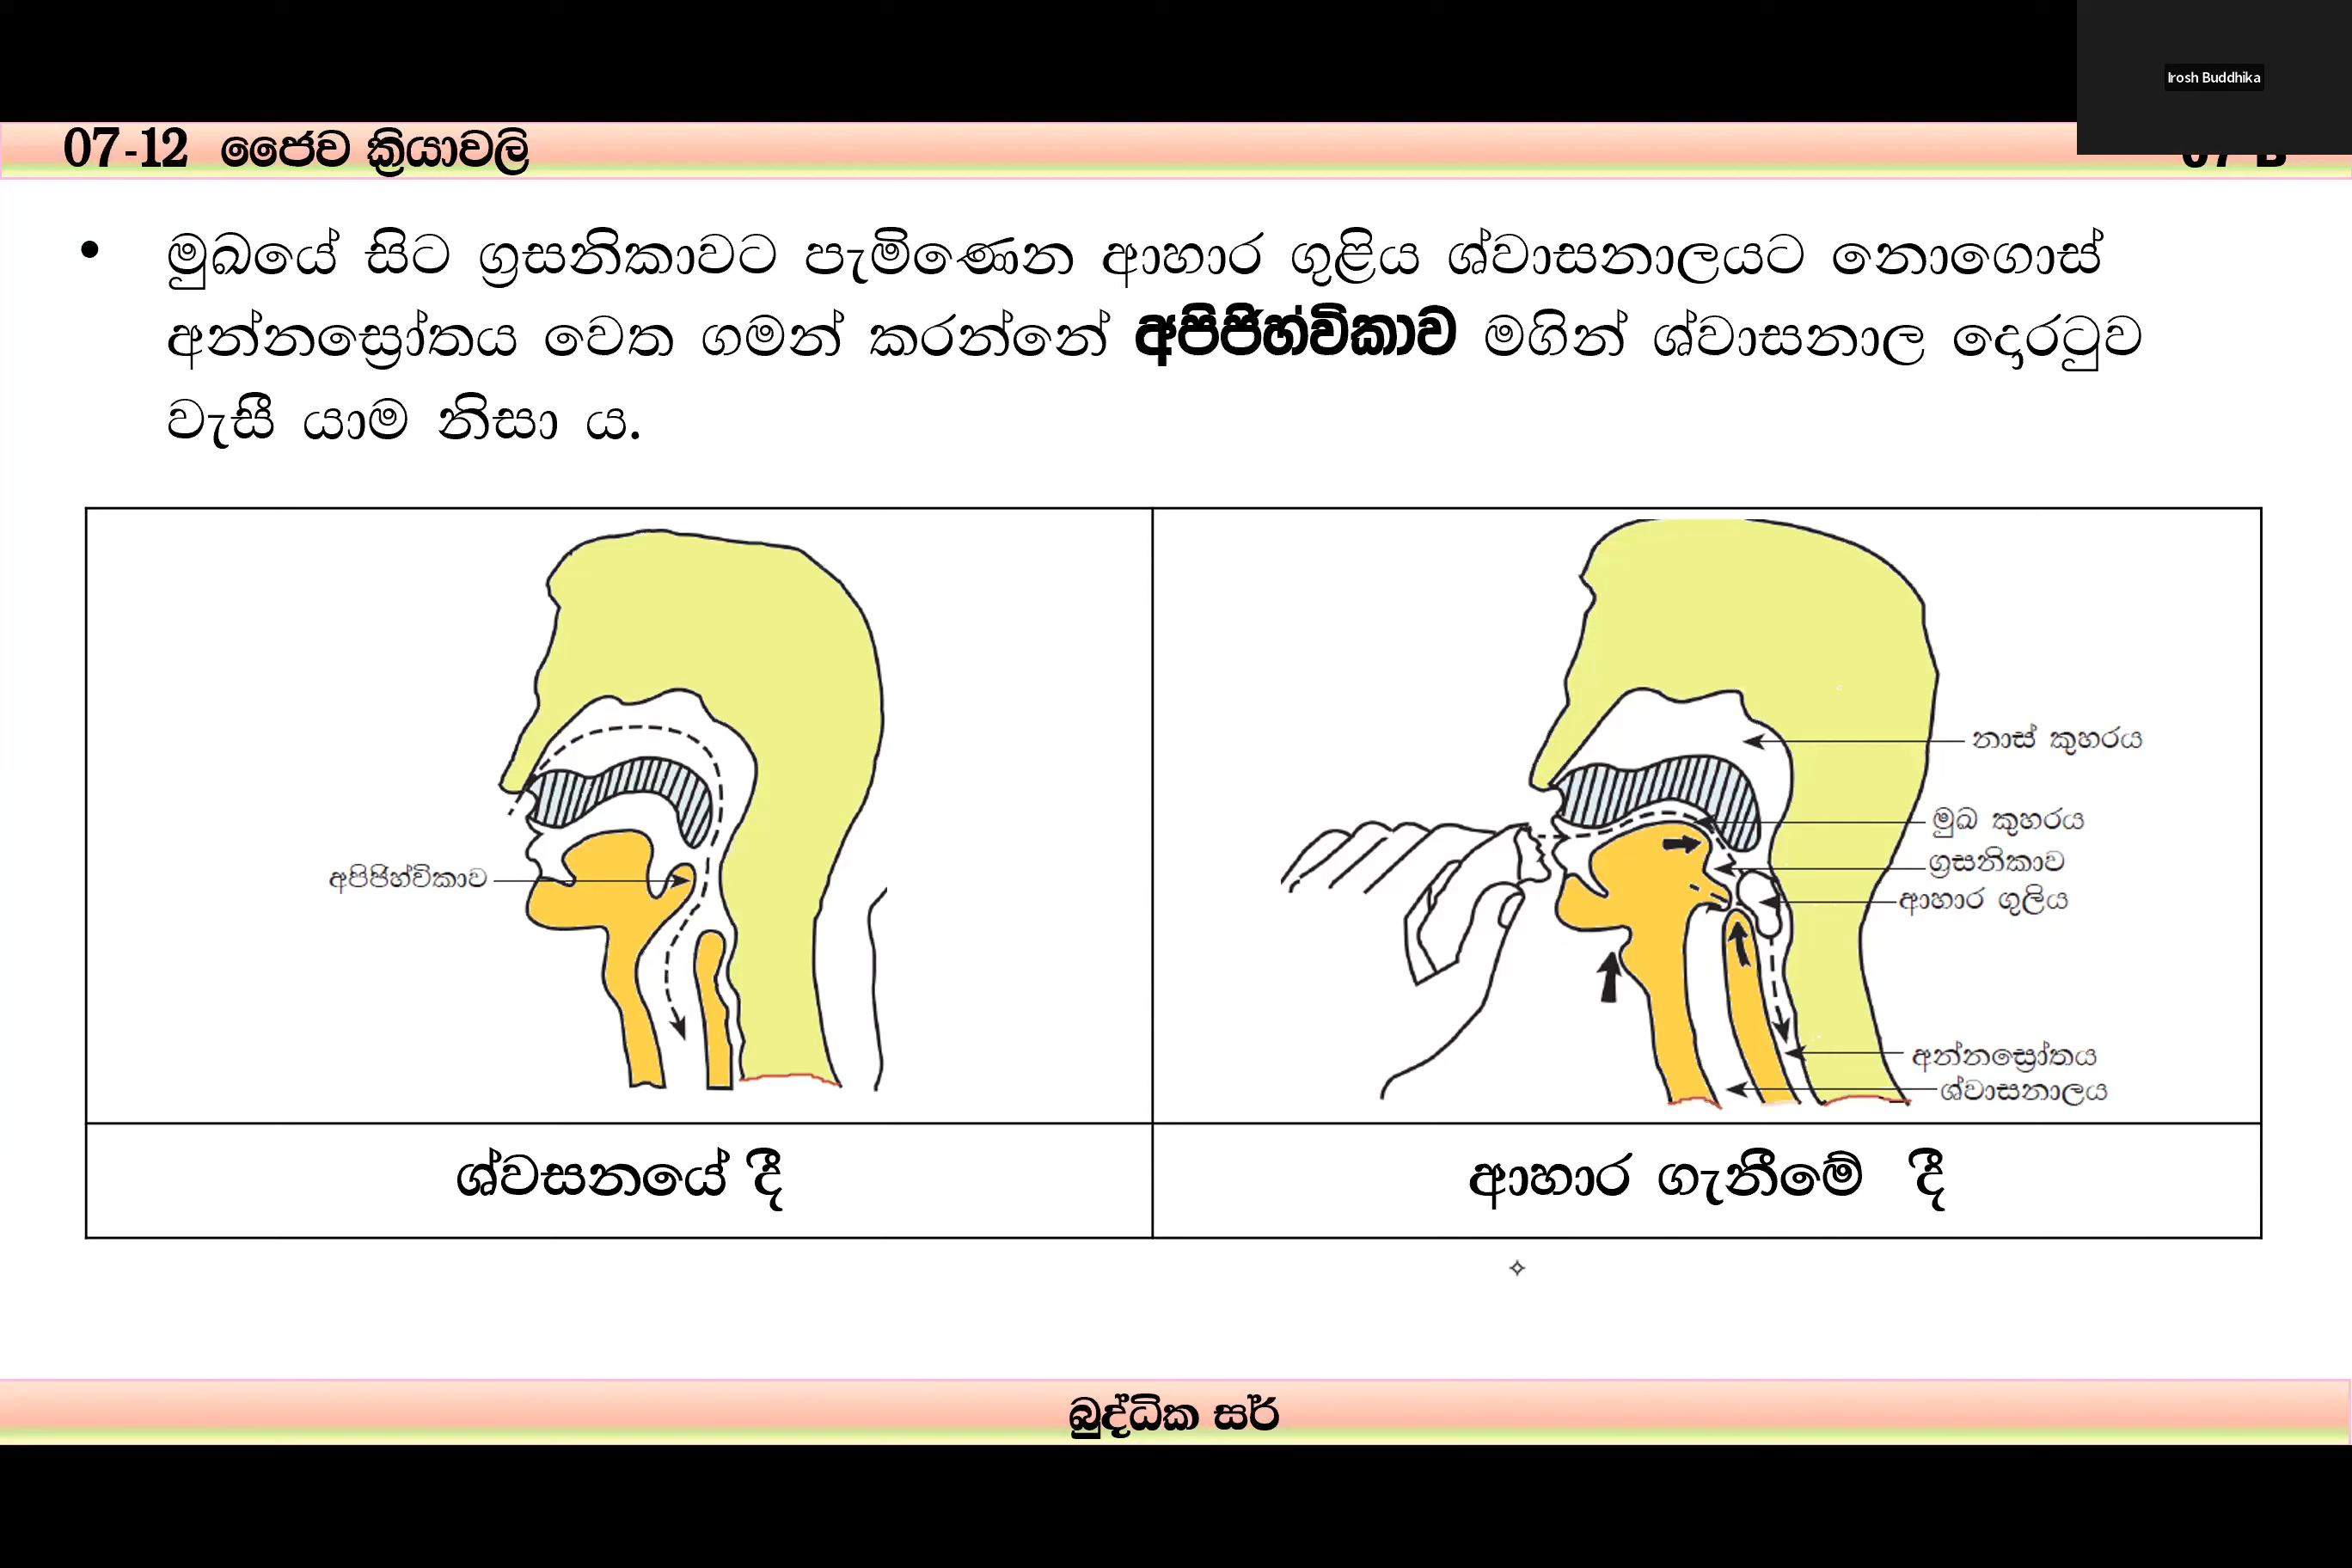 Irosh Buddhika
07-12 ජෛව ක්‍රියාවලි
• මුඛයේ සිට ග්‍රසනිකාවට පැමිණෙන ආහාර ගුළිය ශ්වාසනාලයට නොගොස්
අන්නස්‍රෝතය වෙත ගමන් කරන්නේ අපිජිහ්විකාව මගින් ශ්වාසනාල දොරටුව
වැසී යාම නිසා ය.
අපිජිහ්විකාව
නාස් කුහරය
මුඛ කුහරය
ග්‍රසනිකාව
ආහාර ගුලිය
අන්නස්‍රෝතය
ශ්වාසනාලය
ශ්වසනයේ දී
ආහාර ගැනීමේ දී
බුද්ධික සර්